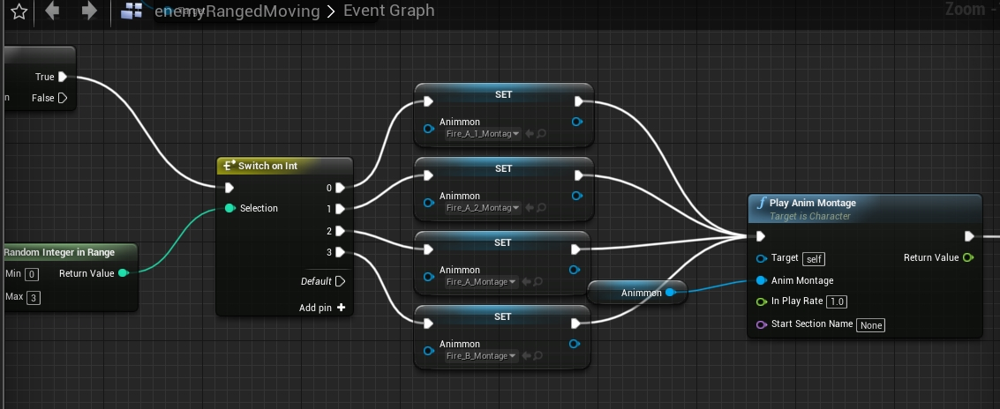 enemyRangedMoving > Event Graph
Zoom -
True
False
n
SET
Animmon
Fire_A_1_Montag
SET
Animmon
Fire_A_2_Montag
Switch on Int
0
Selection
1
2
3
Default
Add pin
Random Integer in Range
Min 0
Return Value
Max 3
SET
Animmon
Fire_A_Montage
SET
Animmon
Fire_B_Montage
Animmon
Play Anim Montage
Target is Character
Target self
Return Value
Anim Montage
In Play Rate 1.0
Start Section Name None